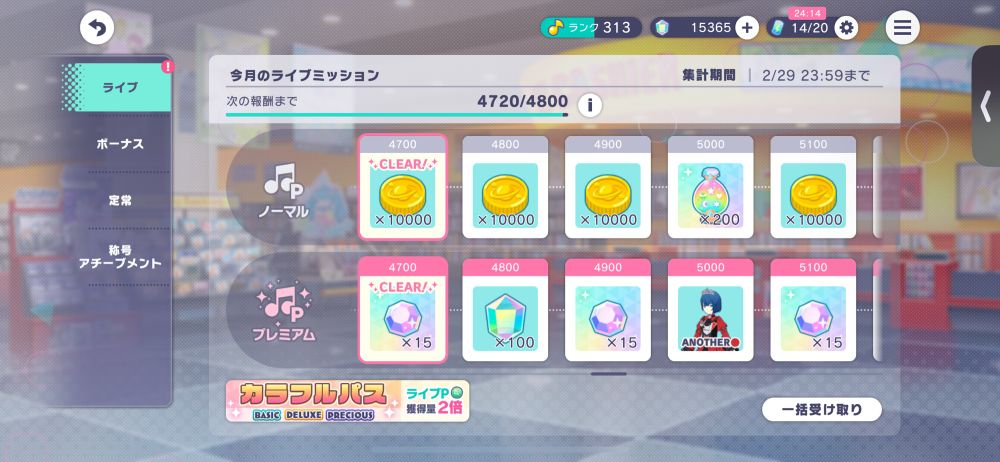 24:14
ランク 313
15365
14/20
ライブ
ボーナス
定常
称号
アチーブメント
今月のライブミッション
集計期間 | 2/29 23:59まで
次の報酬まで
4720/4800
i
ノーマル
4700
CLEAR!
×10000
4800
×10000
4900
×10000
5000
×200
5100
×10000
プレミアム
4700
CLEAR!
×15
4800
×100
4900
×15
5000
ANOTHER
5100
×15
カラフルパス
BASIC DELUXE PRECIOUS
ライブP
獲得量2倍
一括受け取り